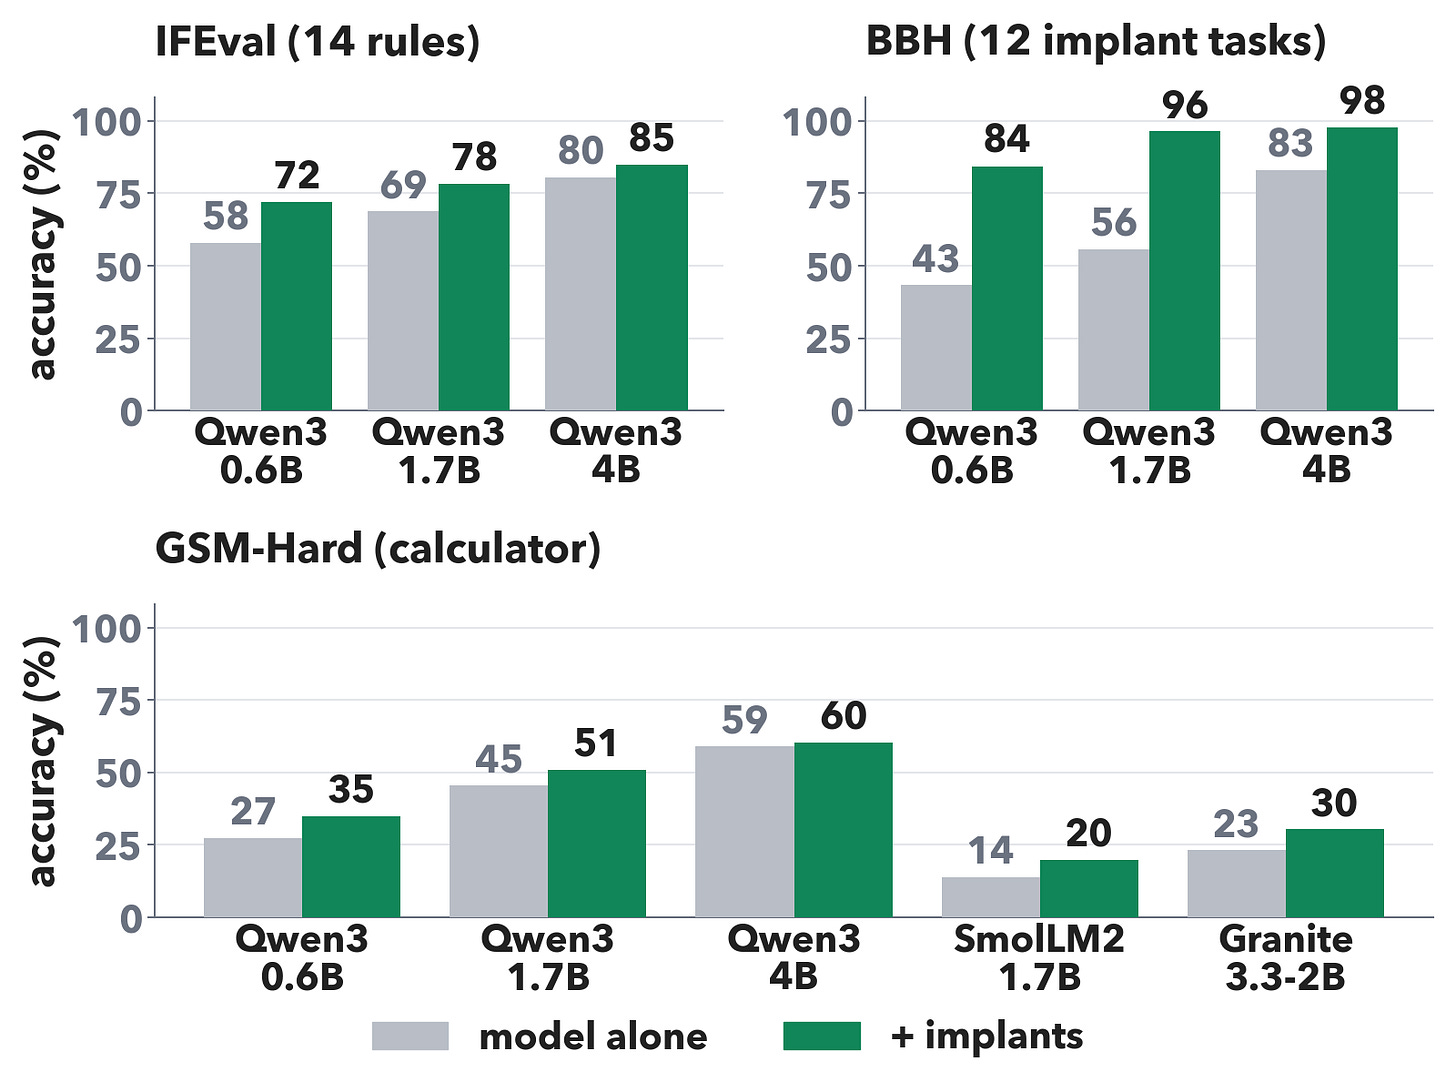 IFEval (14 rules)
accuracy (%)
100
75
50
25
0
58
72
69
78
80
85
Qwen3
0.6B
Qwen3
1.7B
Qwen3
4B
BBH (12 implant tasks)
100
75
50
25
0
43
84
56
96
83
98
Qwen3
0.6B
Qwen3
1.7B
Qwen3
4B
GSM-Hard (calculator)
accuracy (%)
100
75
50
25
0
27
35
45
51
59
60
14
20
23
30
Qwen3
0.6B
Qwen3
1.7B
Qwen3
4B
SmolLM2
1.7B
Granite
3.3-2B
model alone
+ implants